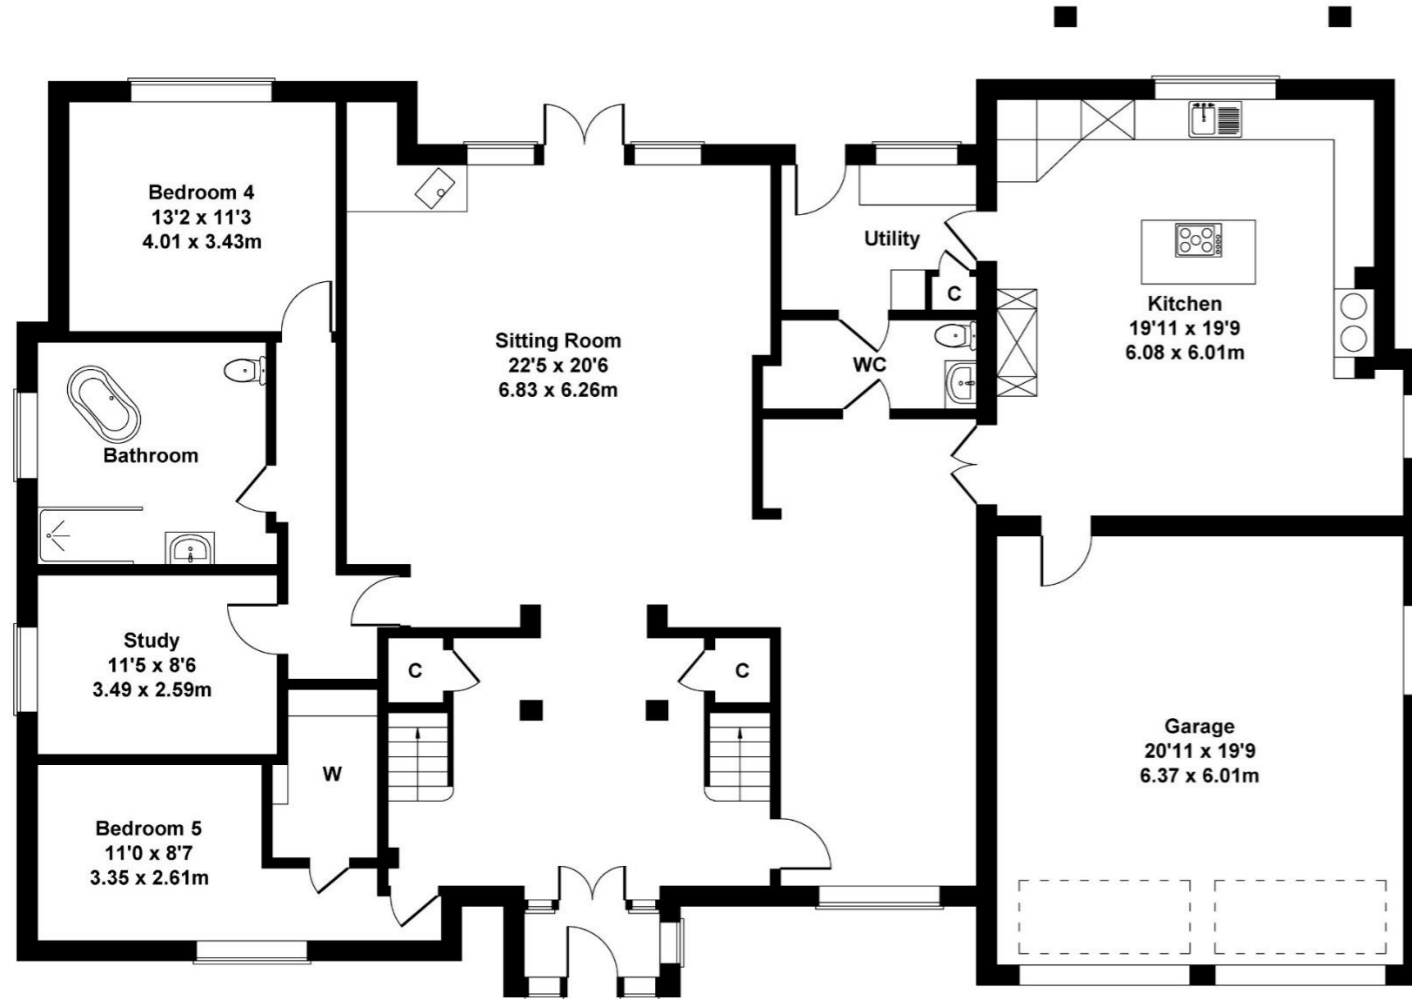 Bedroom 4
13'2 x 11'3
4.01 x 3.43m
Sitting Room
22'5 x 20'6
6.83 x 6.26m
Utility
C
Kitchen
19'11 x 19'9
6.08 x 6.01m
WC
Bathroom
Study
11'5 x 8'6
3.49 x 2.59m
C
C
W
Garage
20'11 x 19'9
6.37 x 6.01m
Bedroom 5
11'0 x 8'7
3.35 x 2.61m